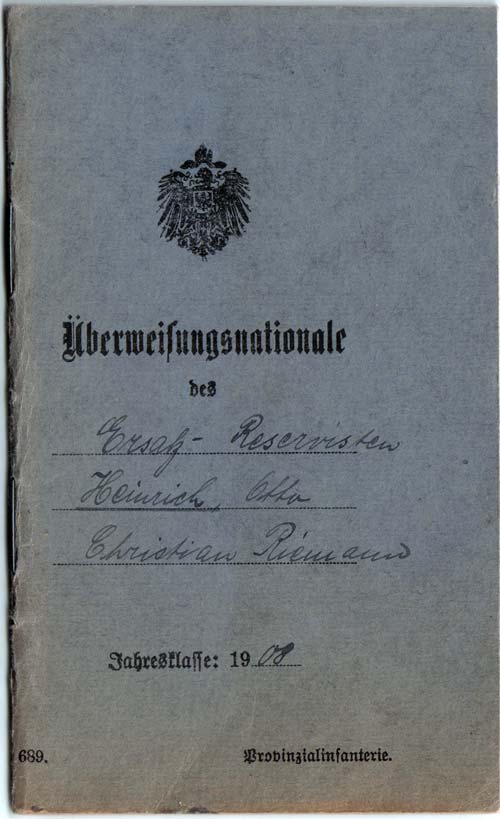 Überweisungsnationale
des
Ersatz- Reservisten
Heinrich, Otto
Christian Riemann
Jahresklasse: 1908
689. Provinzialinfanterie.